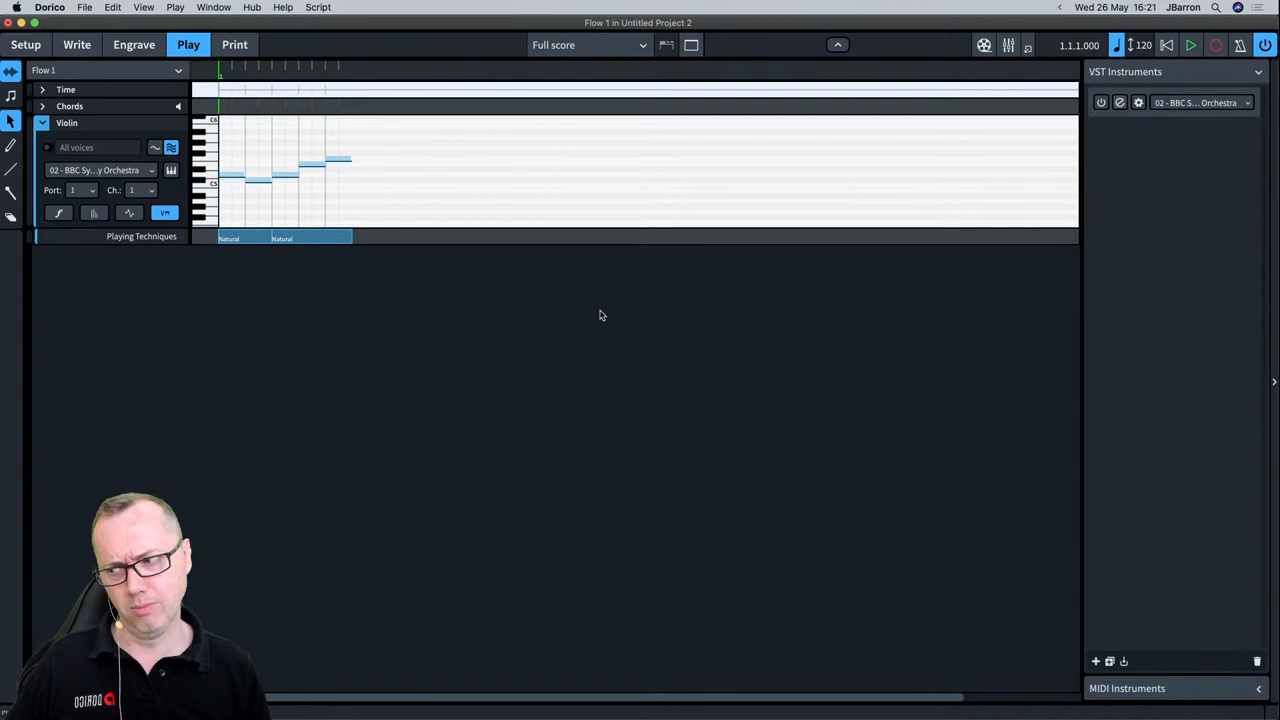 Dorico File Edit View Play Window Hub Help Script Wed 26 May 16:21 JBarron
Flow 1 in Untitled Project 2
Setup Write Engrave Play Print Full score 1.1.1.000 120
Flow 1
1
VST Instruments
Time
Chords
02 - BBC S... Orchestra
Violin
C6
All voices
02 - BBC Sy...y Orchestra
C5
Port: 1 Ch.: 1
Playing Techniques
Natural Natural
DORICO
MIDI Instruments